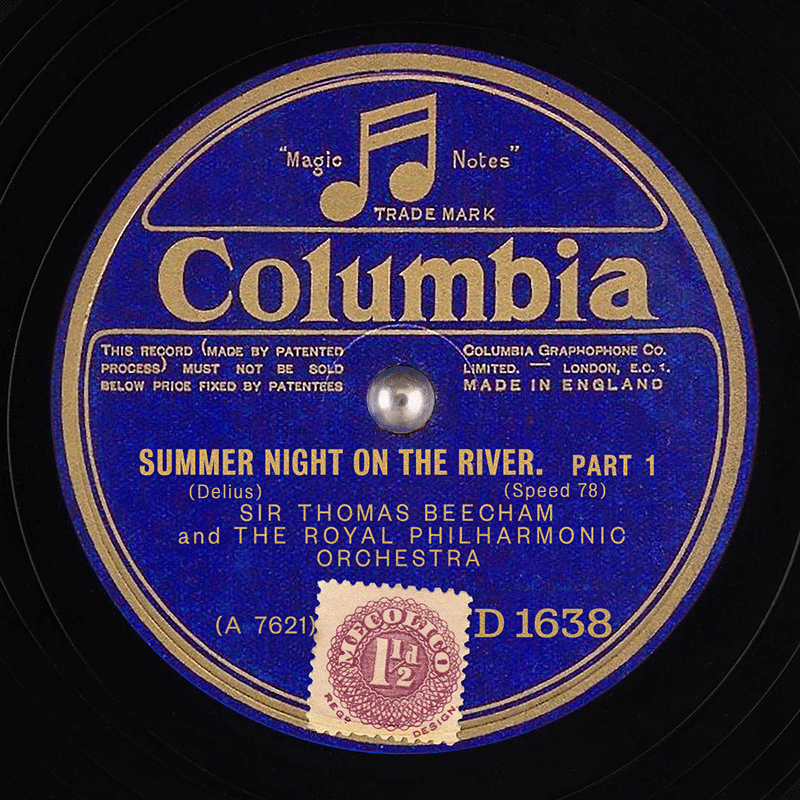 "Magic Notes"
TRADE MARK
Columbia
THIS RECORD (MADE BY PATENTED
PROCESS) MUST NOT BE SOLD
BELOW PRICE FIXED BY PATENTEES
COLUMBIA GRAPHOPHONE CO.
LIMITED. — LONDON, E.C. 1.
MADE IN ENGLAND
SUMMER NIGHT ON THE RIVER. PART 1
(Delius) (Speed 78)
SIR THOMAS BEECHAM
and THE ROYAL PHILHARMONIC
ORCHESTRA
(A 7621) D 1638
MECOLICO
1½d
REGD DESIGN